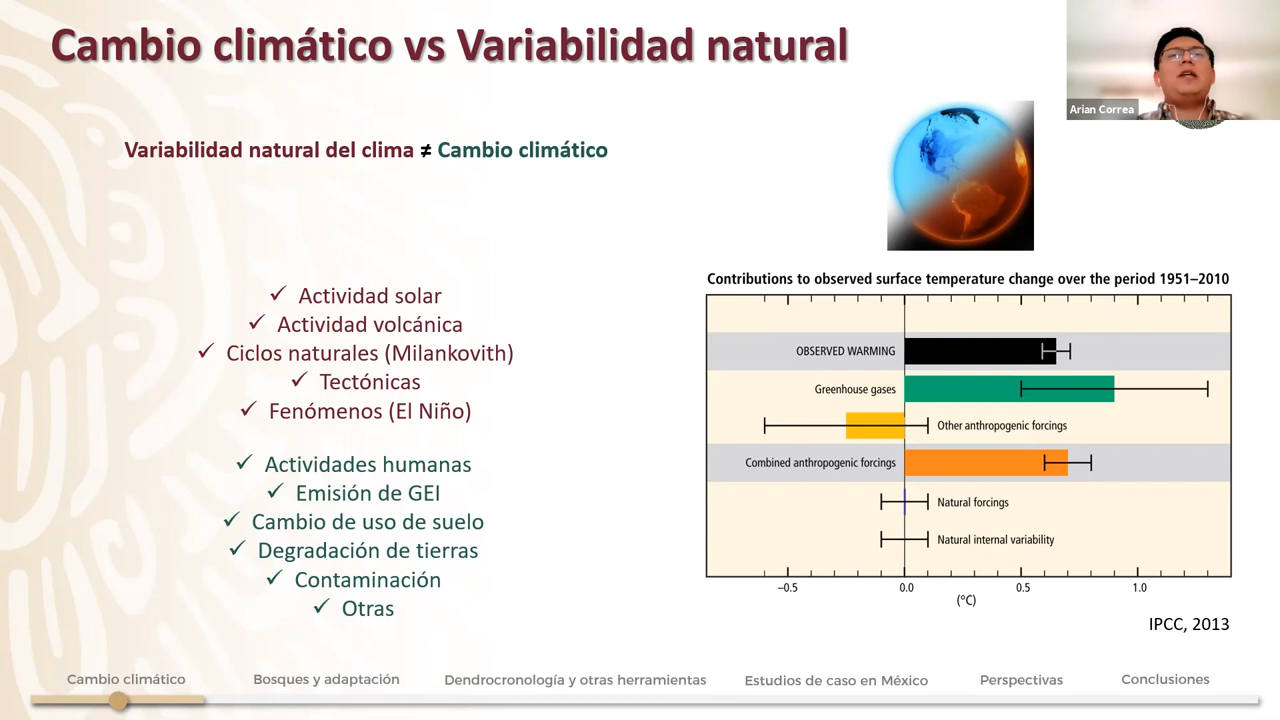 Cambio climático vs Variabilidad natural
Arian Correa
Variabilidad natural del clima ≠ Cambio climático
✓ Actividad solar
✓ Actividad volcánica
✓ Ciclos naturales (Milankovith)
✓ Tectónicas
✓ Fenómenos (El Niño)
✓ Actividades humanas
✓ Emisión de GEI
✓ Cambio de uso de suelo
✓ Degradación de tierras
✓ Contaminación
✓ Otras
Contributions to observed surface temperature change over the period 1951–2010
OBSERVED WARMING
Greenhouse gases
Other anthropogenic forcings
Combined anthropogenic forcings
Natural forcings
Natural internal variability
–0.5 0.0 0.5 1.0
(°C)
IPCC, 2013
Cambio climático Bosques y adaptación Dendrocronología y otras herramientas Estudios de caso en México Perspectivas Conclusiones